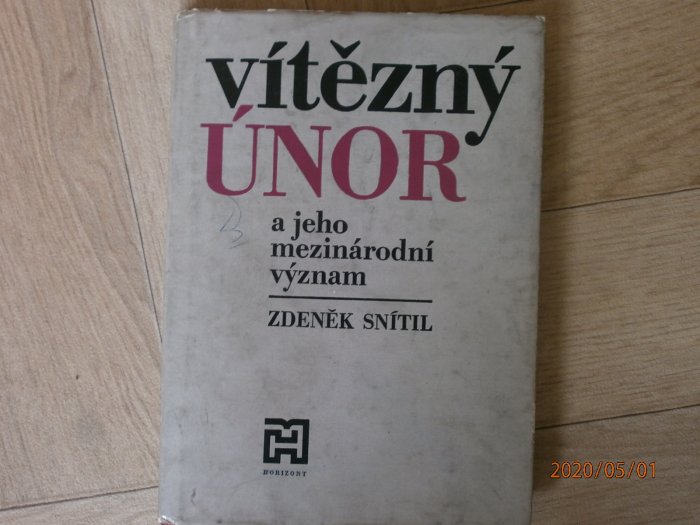 vítězný
ÚNOR
a jeho
mezinárodní
význam
ZDENĚK SNÍTIL
HORIZONT
2020/05/01